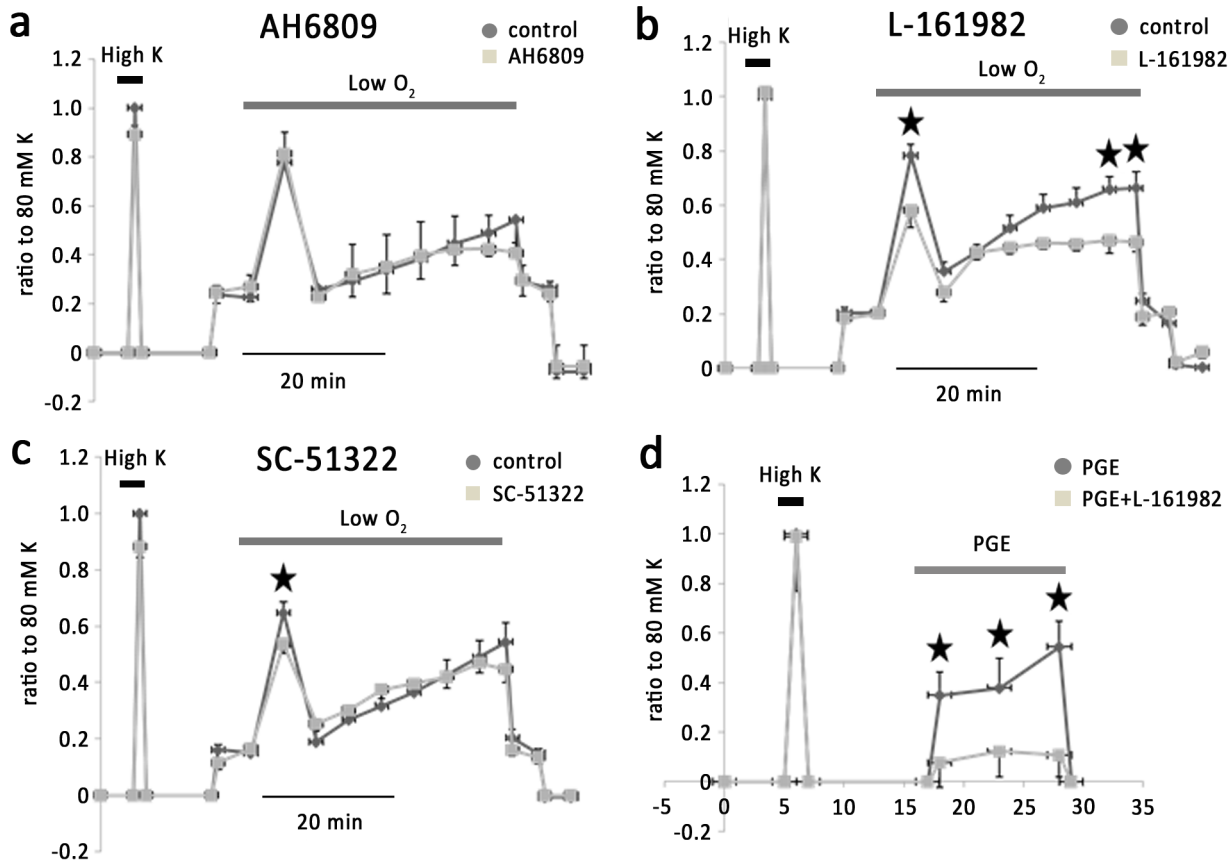 a
AH6809
control
AH6809
High K
Low O2
ratio to 80 mM K
1.2
1.0
0.8
0.6
0.4
0.2
0
-0.2
20 min
b
L-161982
control
L-161982
High K
Low O2
ratio to 80 mM K
1.2
1.0
0.8
0.6
0.4
0.2
0
20 min
c
SC-51322
control
SC-51322
High K
Low O2
ratio to 80 mM K
1.2
1.0
0.8
0.6
0.4
0.2
0
-0.2
20 min
d
PGE
PGE+L-161982
High K
PGE
ratio to 80 mM K
1.2
1.0
0.8
0.6
0.4
0.2
0
-0.2
-5 0 5 10 15 20 25 30 35